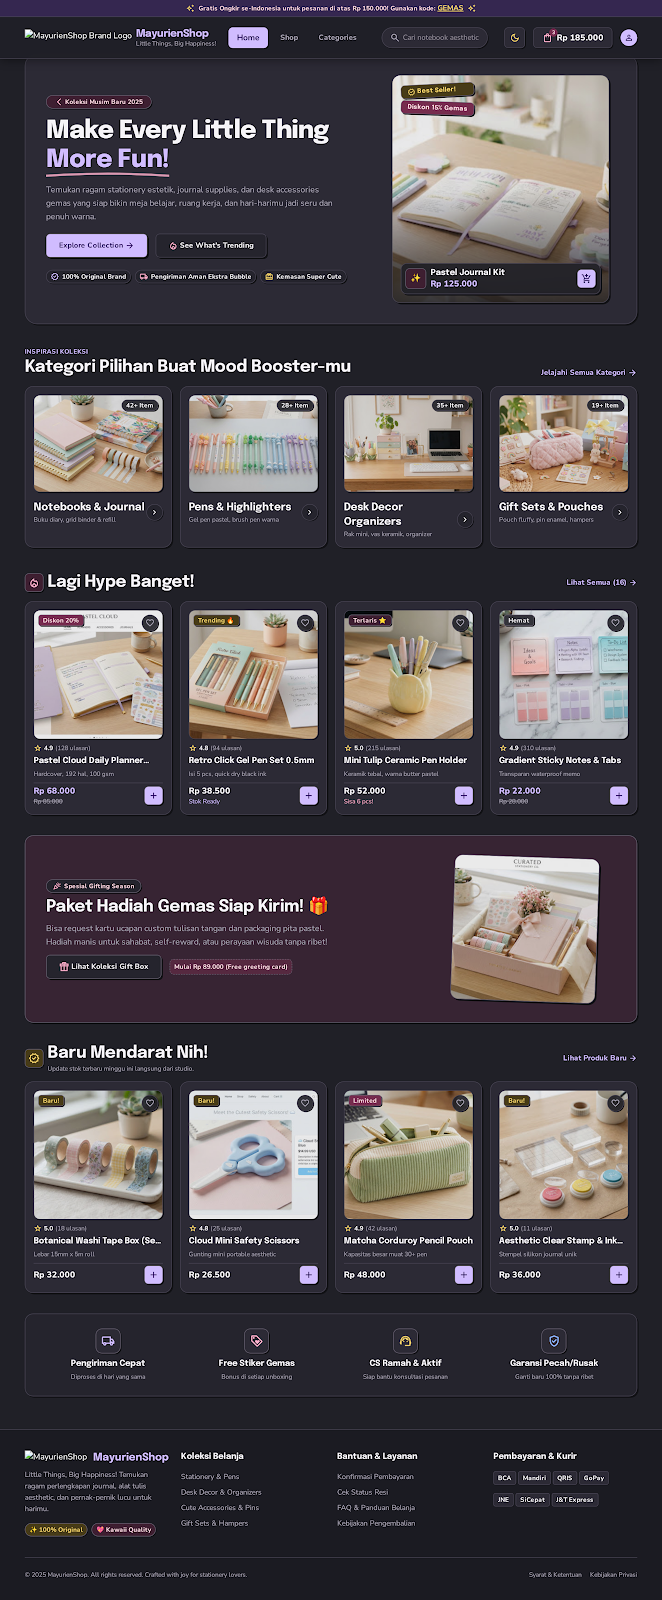 Gratis Ongkir se-Indonesia untuk pesanan di atas Rp 150.000! Gunakan kode: GEMAS
MayurienShop Brand Logo
MayurienShop
Little Things, Big Happiness!
Home
Shop
Categories
Cari notebook aesthetic
3
Rp 185.000
Koleksi Musim Baru 2025
Make Every Little Thing
More Fun!
Temukan ragam stationery estetik, journal supplies, dan desk accessories
gemas yang siap bikin meja belajar, ruang kerja, dan hari-harimu jadi seru dan
penuh warna.
Explore Collection →
See What's Trending
100% Original Brand
Pengiriman Aman Ekstra Bubble
Kemasan Super Cute
Best Seller!
Diskon 15% Gemas
Pastel Journal Kit
Rp 125.000
INSPIRASI KOLEKSI
Kategori Pilihan Buat Mood Booster-mu
Jelajahi Semua Kategori →
42+ Item
Notebooks & Journal
Buku diary, grid binder & refill
28+ Item
Pens & Highlighters
Gel pen pastel, brush pen warna
35+ Item
Desk Decor
Organizers
Rak mini, vas keramik, organizer
19+ Item
Gift Sets & Pouches
Pouch fluffy, pin enamel, hampers
Lagi Hype Banget!
Lihat Semua (16) →
Diskon 20%
PASTEL CLOUD
4.9 (128 ulasan)
Pastel Cloud Daily Planner...
Hardcover, 192 hal, 100 gsm
Rp 68.000
Rp 85.000
Trending 🔥
4.8 (94 ulasan)
Retro Click Gel Pen Set 0.5mm
Isi 5 pcs, quick dry black ink
Rp 38.500
Stok Ready
Terlaris ⭐
5.0 (215 ulasan)
Mini Tulip Ceramic Pen Holder
Keramik tebal, warna butter pastel
Rp 52.000
Sisa 6 pcs!
Hemat
Ideas &
Goals
Notes
To Do List
4.9 (310 ulasan)
Gradient Sticky Notes & Tabs
Transparan waterproof memo
Rp 22.000
Rp 28.000
Spesial Gifting Season
Paket Hadiah Gemas Siap Kirim! 🎁
Bisa request kartu ucapan custom tulisan tangan dan packaging pita pastel.
Hadiah manis untuk sahabat, self-reward, atau perayaan wisuda tanpa ribet!
Lihat Koleksi Gift Box
Mulai Rp 89.000 (Free greeting card)
CURATED
Baru Mendarat Nih!
Update stok terbaru minggu ini langsung dari studio.
Lihat Produk Baru →
Baru!
5.0 (18 ulasan)
Botanical Washi Tape Box (Se...
Lebar 15mm x 5m roll
Rp 32.000
Baru!
Meet the Cutest Safety Scissors
4.8 (25 ulasan)
Cloud Mini Safety Scissors
Gunting mini portable aesthetic
Rp 26.500
Limited
4.9 (42 ulasan)
Matcha Corduroy Pencil Pouch
Kapasitas besar muat 30+ pen
Rp 48.000
Baru!
5.0 (11 ulasan)
Aesthetic Clear Stamp & Ink...
Stempel silikon jurnal unik
Rp 36.000
Pengiriman Cepat
Diproses di hari yang sama
Free Stiker Gemas
Bonus di setiap unboxing
CS Ramah & Aktif
Siap bantu konsultasi pesanan
Garansi Pecah/Rusak
Ganti baru 100% tanpa ribet
MayurienShop
MayurienShop
Little Things, Big Happiness! Temukan
ragam perlengkapan journal, alat tulis
aesthetic, dan pernak-pernik lucu untuk
harimu.
✨ 100% Original
💖 Kawaii Quality
Koleksi Belanja
Stationery & Pens
Desk Decor & Organizers
Cute Accessories & Pins
Gift Sets & Hampers
Bantuan & Layanan
Konfirmasi Pembayaran
Cek Status Resi
FAQ & Panduan Belanja
Kebijakan Pengembalian
Pembayaran & Kurir
BCA
Mandiri
QRIS
GoPay
JNE
SiCepat
J&T Express
© 2025 MayurienShop. All rights reserved. Crafted with joy for stationery lovers.
Syarat & Ketentuan
Kebijakan Privasi